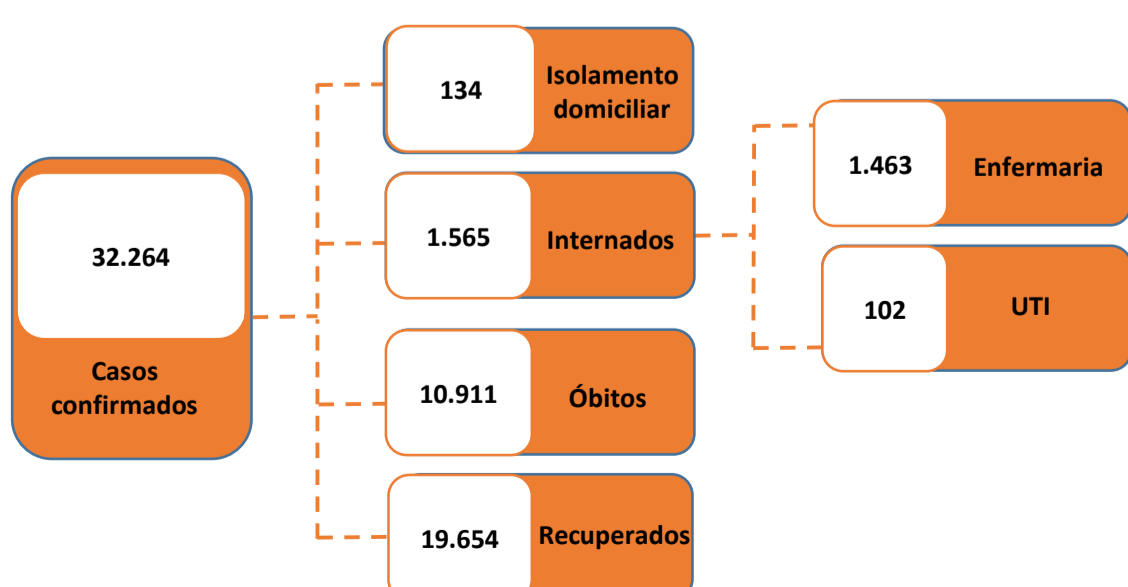 32.264
Casos
confirmados
134
Isolamento
domiciliar
1.565
Internados
10.911
Óbitos
19.654
Recuperados
1.463
Enfermaria
102
UTI